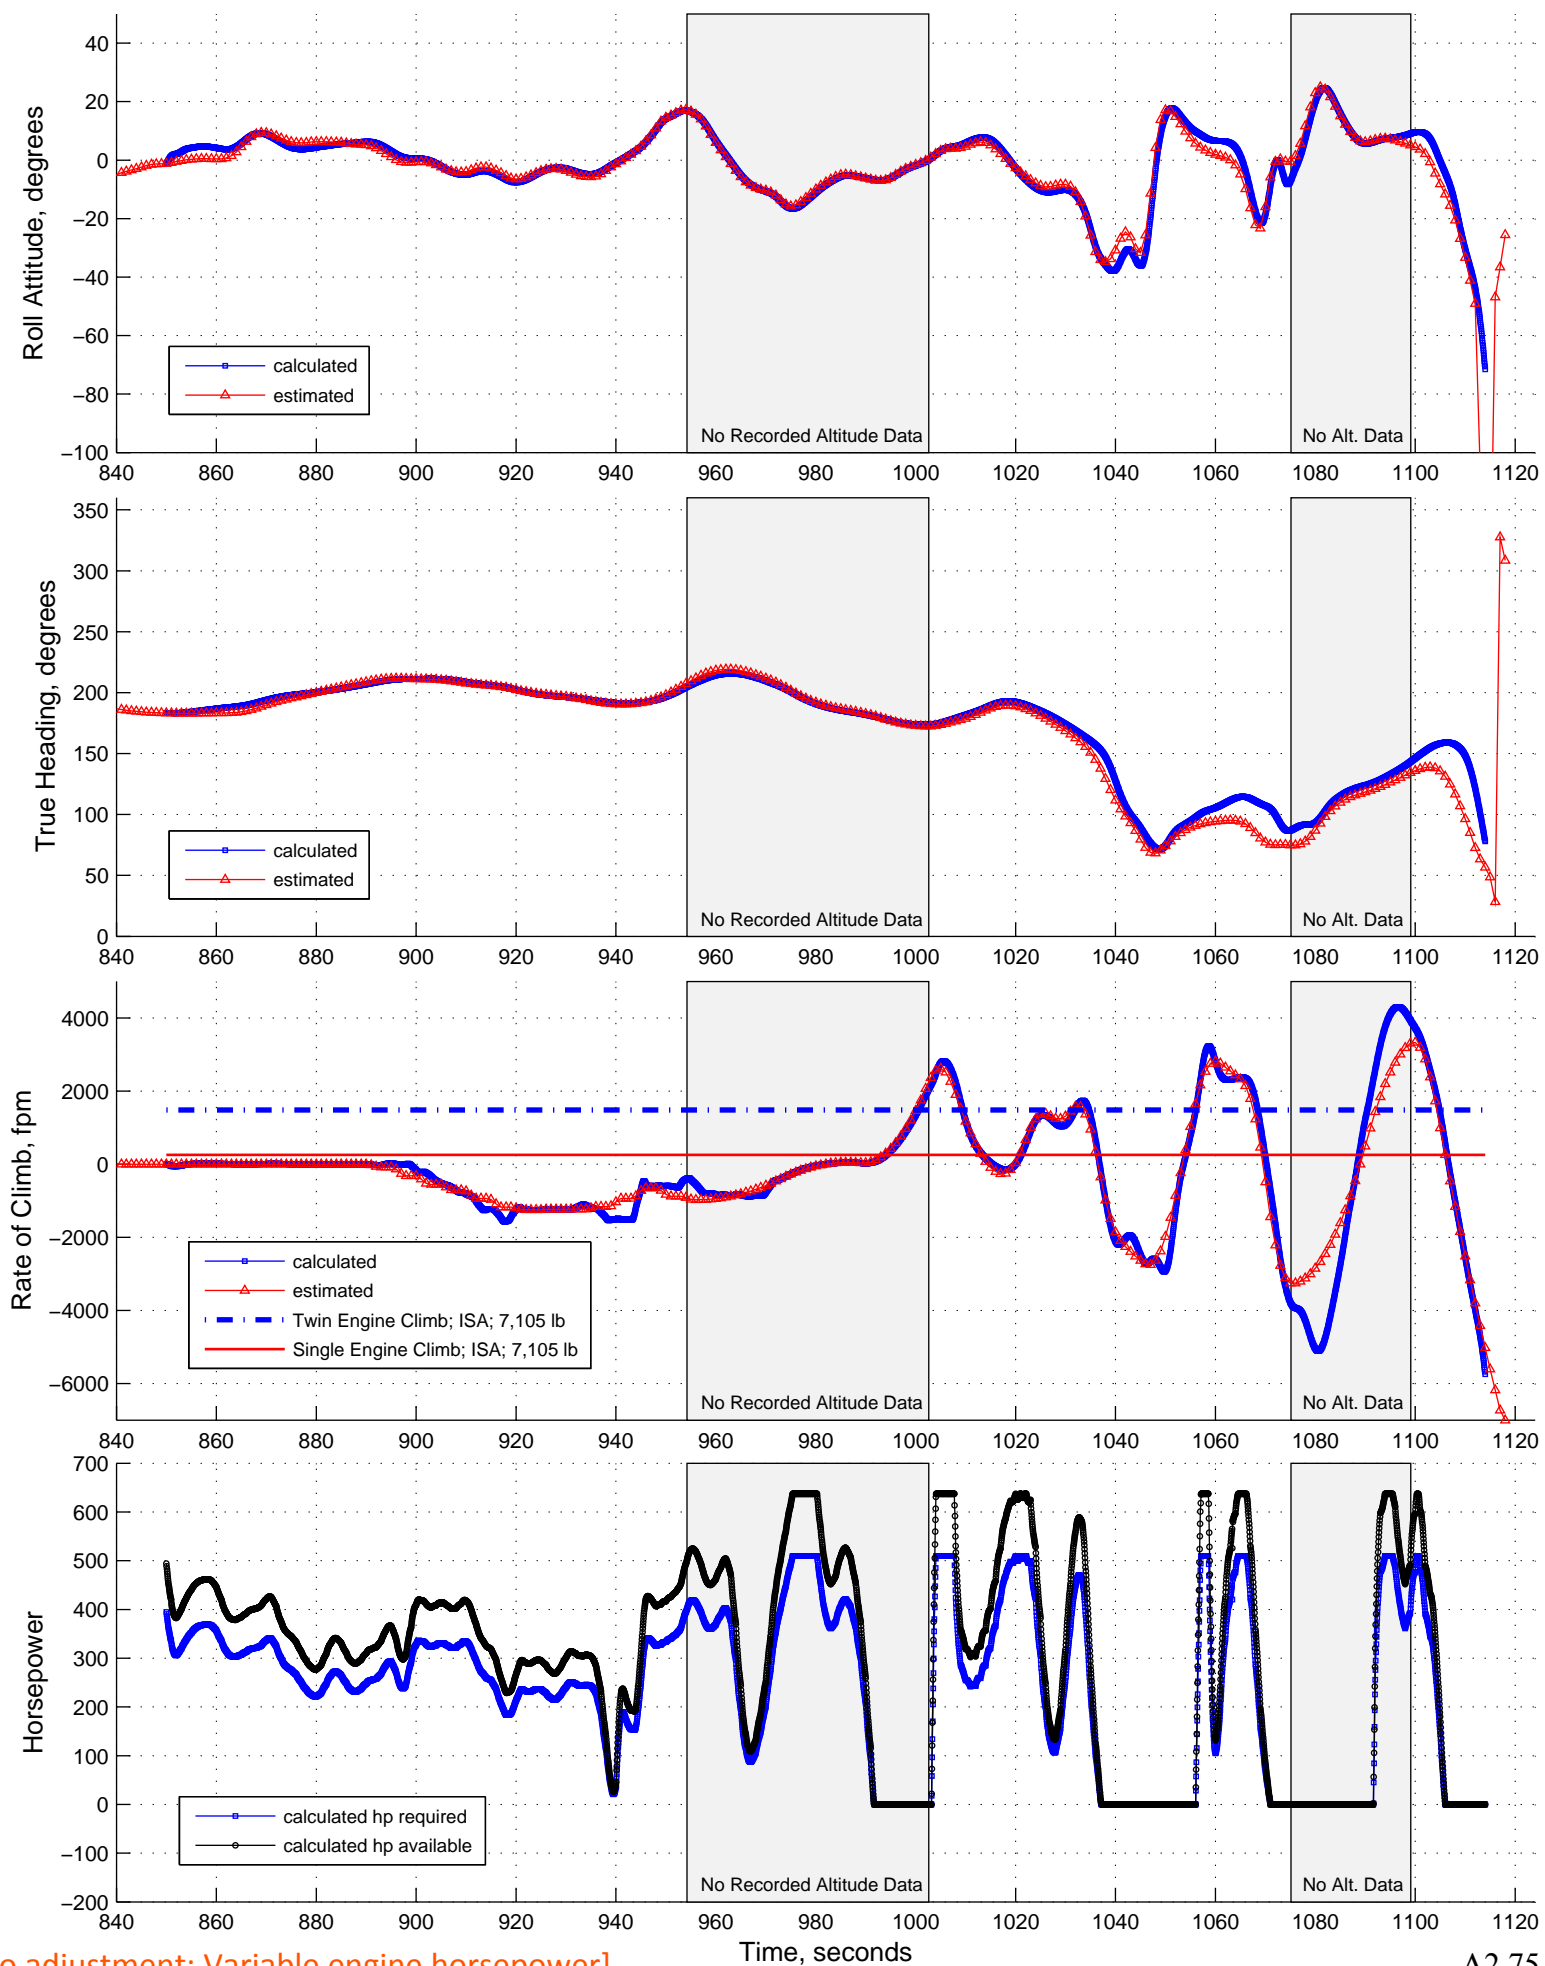 40
20
0
−20
−40
−60
−80
−100
Roll Attitude, degrees
calculated
estimated
No Recorded Altitude Data
No Alt. Data
840 860 880 900 920 940 960 980 1000 1020 1040 1060 1080 1100 1120
350
300
250
200
150
100
50
0
True Heading, degrees
calculated
estimated
No Recorded Altitude Data
No Alt. Data
840 860 880 900 920 940 960 980 1000 1020 1040 1060 1080 1100 1120
4000
2000
0
−2000
−4000
−6000
Rate of Climb, fpm
calculated
estimated
Twin Engine Climb; ISA; 7,105 lb
Single Engine Climb; ISA; 7,105 lb
No Recorded Altitude Data
No Alt. Data
840 860 880 900 920 940 960 980 1000 1020 1040 1060 1080 1100 1120
700
600
500
400
300
200
100
0
−100
−200
Horsepower
calculated hp required
calculated hp available
No Recorded Altitude Data
No Alt. Data
840 860 880 900 920 940 960 980 1000 1020 1040 1060 1080 1100 1120
Time, seconds
adjustment: Variable engine horsepower]
A2 75